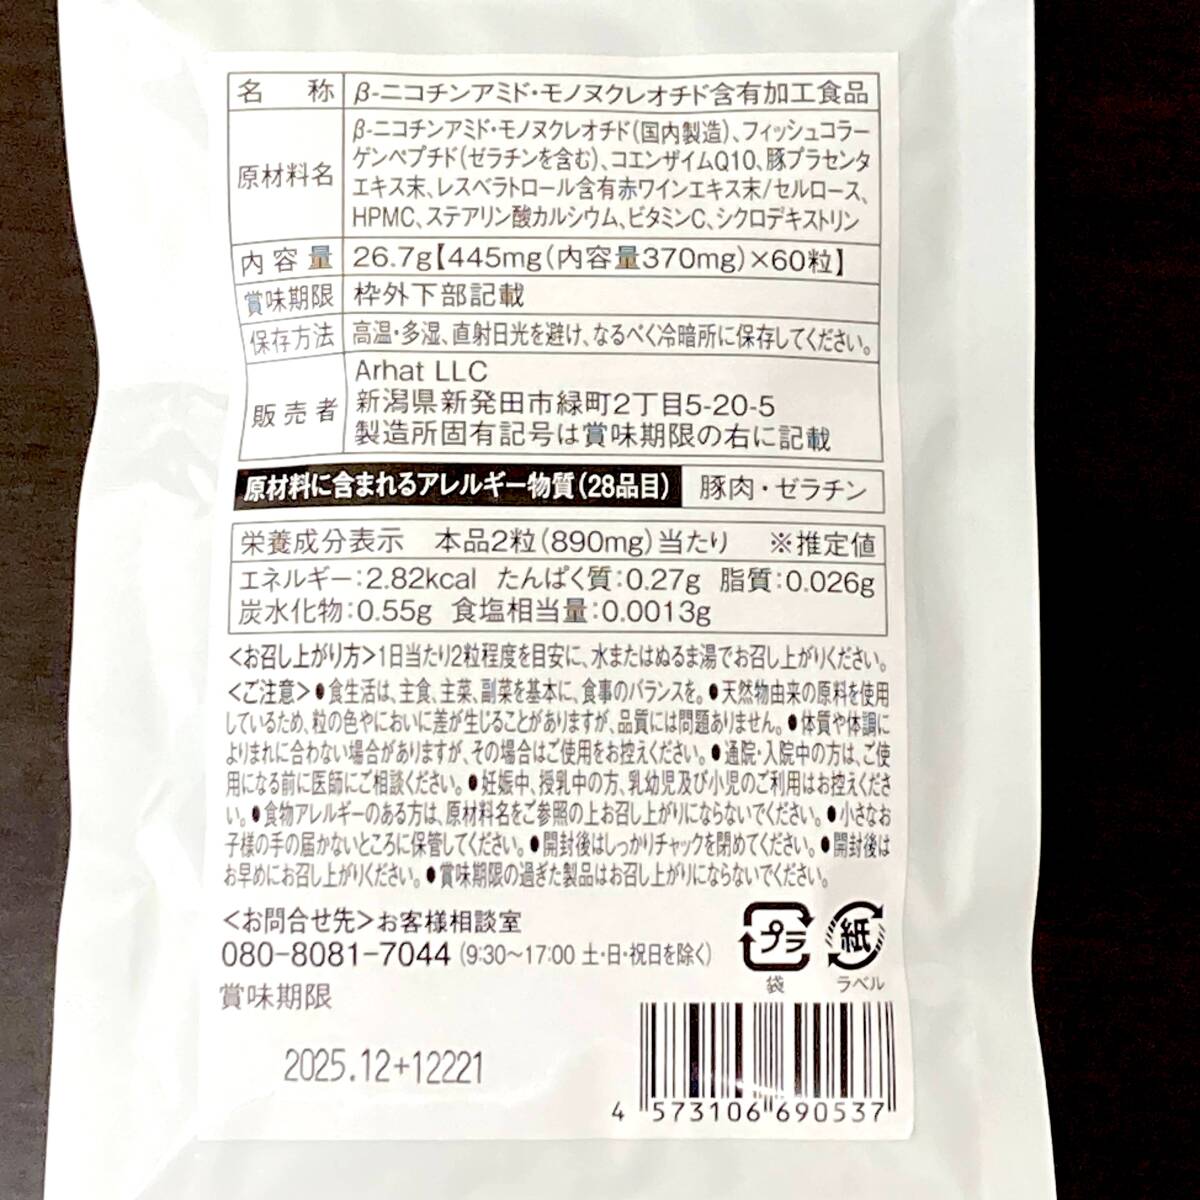 名称 β-ニコチンアミド・モノヌクレオチド含有加工食品
原材料名
β-ニコチンアミド・モノヌクレオチド(国内製造)、フィッシュコラー
ゲンペプチド(ゼラチンを含む)、コエンザイムQ10、豚プラセンタ
エキス末、レスベラトロール含有赤ワインエキス末/セルロース、
HPMC、ステアリン酸カルシウム、ビタミンC、シクロデキストリン
内容量 26.7g【445mg(内容量370mg)×60粒】
賞味期限 枠外下部記載
保存方法 高温・多湿、直射日光を避け、なるべく冷暗所に保存してください。
販売者
Arhat LLC
新潟県新発田市緑町2丁目5-20-5
製造所固有記号は賞味期限の右に記載
原材料に含まれるアレルギー物質(28品目) 豚肉・ゼラチン
栄養成分表示 本品2粒(890mg)当たり ※推定値
エネルギー:2.82kcal たんぱく質:0.27g 脂質:0.026g
炭水化物:0.55g 食塩相当量:0.0013g
<お召し上がり方>1日当たり2粒程度を目安に、水またはぬるま湯でお召し上がりください。
<ご注意>●食生活は、主食、主菜、副菜を基本に、食事のバランスを。●天然物由来の原料を使用
しているため、粒の色やにおいに差が生じることがありますが、品質には問題ありません。●体質や体調に
よりまれに合わない場合がありますが、その場合はご使用をお控えください。●通院・入院中の方は、ご使
用になる前に医師にご相談ください。●妊娠中、授乳中の方、乳幼児及び小児のご利用はお控えくださ
い。●食物アレルギーのある方は、原材料名をご参照の上お召し上がりにならないでください。●小さなお
子様の手の届かないところに保管してください。●開封後はしっかりチャックを閉めてください。●開封後は
お早めにお召し上がりください。●賞味期限の過ぎた製品はお召し上がりにならないでください。
<お問合せ先>お客様相談室
080-8081-7044 (9:30〜17:00 土・日・祝日を除く)
プラ
袋
紙
ラベル
賞味期限
2025.12+12221
4 573106 690537